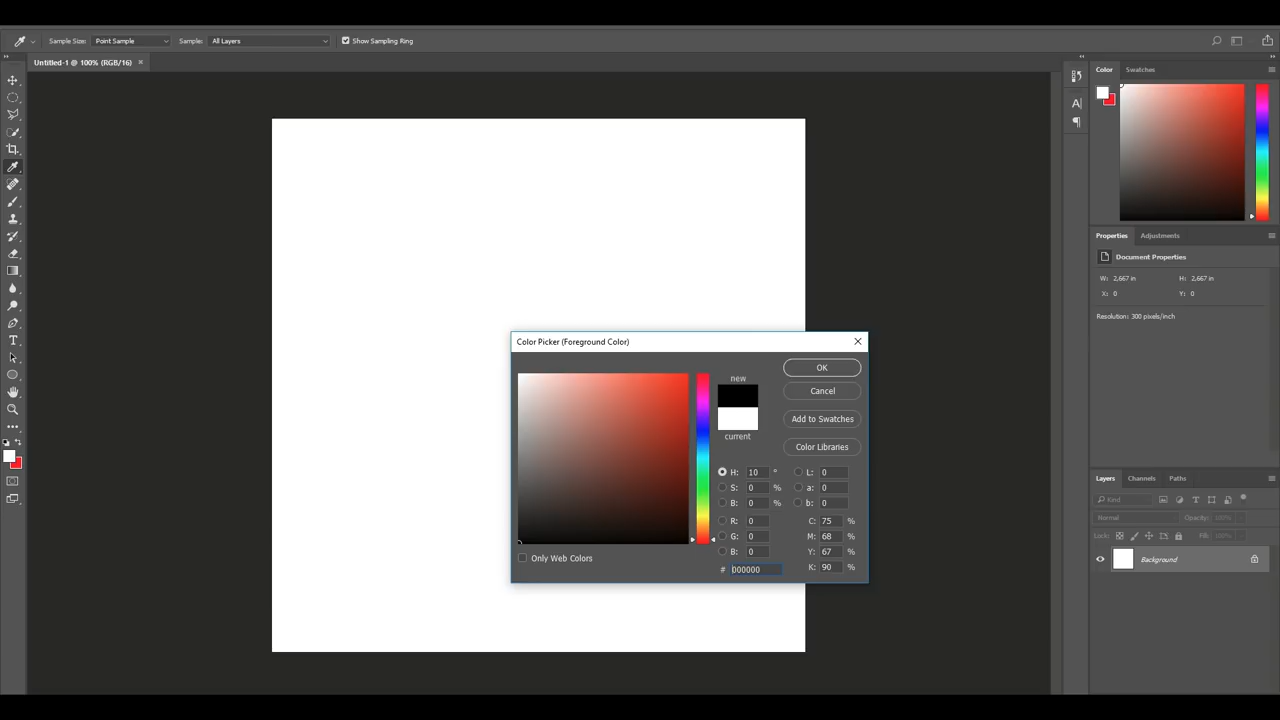 Sample Size: Point Sample Sample: All Layers Show Sampling Ring
Untitled-1 @ 100% (RGB/16) ×
Color Swatches
Properties Adjustments
Document Properties
W: 2,667 in H: 2,667 in
X: 0 Y: 0
Resolution: 300 pixels/inch
Color Picker (Foreground Color)
new
current
OK
Cancel
Add to Swatches
Color Libraries
H: 10 ° L: 0
S: 0 % a: 0
B: 0 % b: 0
R: 0 C: 75 %
G: 0 M: 68 %
B: 0 Y: 67 %
# 000000 K: 90 %
Only Web Colors
Layers Channels Paths
Kind
Normal Opacity: 100%
Lock: Fill: 100%
Background